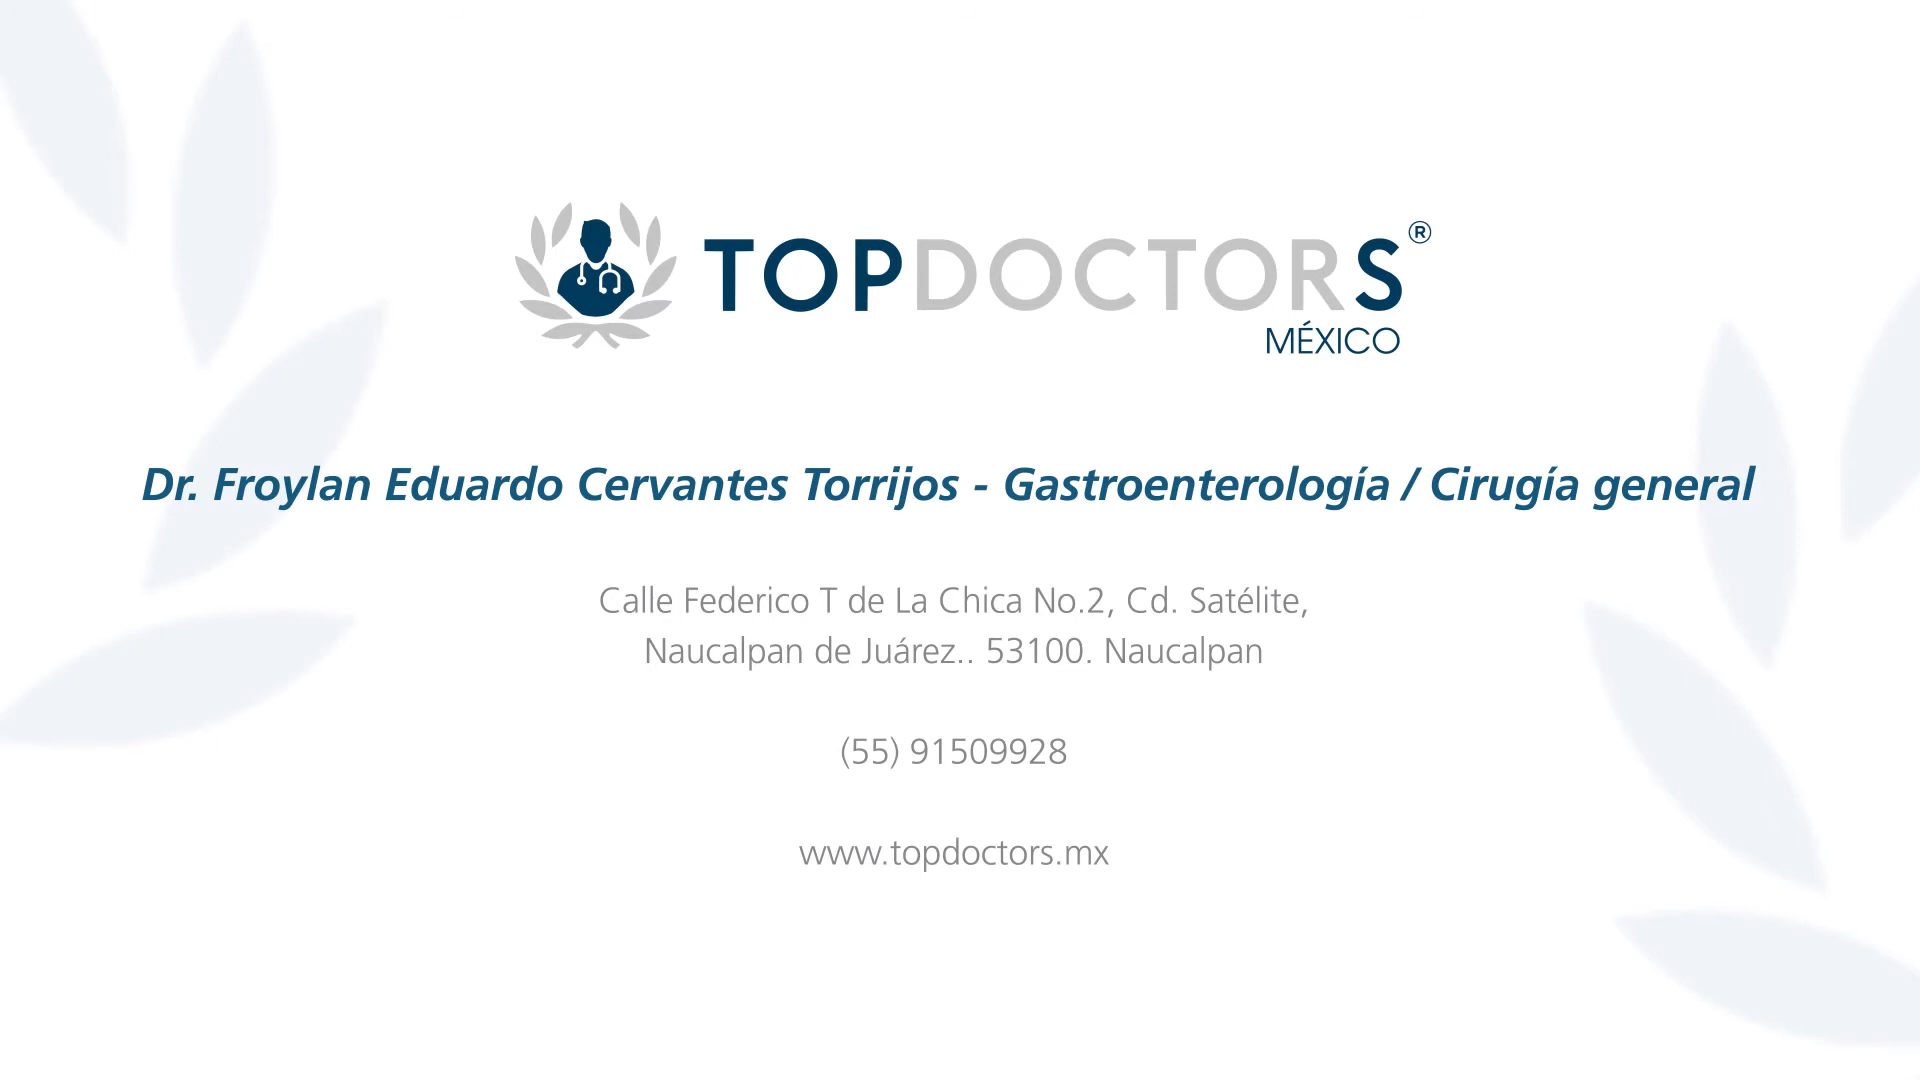 TOPDOCTORS®
MÉXICO
Dr. Froylan Eduardo Cervantes Torrijos - Gastroenterología / Cirugía general
Calle Federico T de La Chica No.2, Cd. Satélite,
Naucalpan de Juárez.. 53100. Naucalpan
(55) 91509928
www.topdoctors.mx